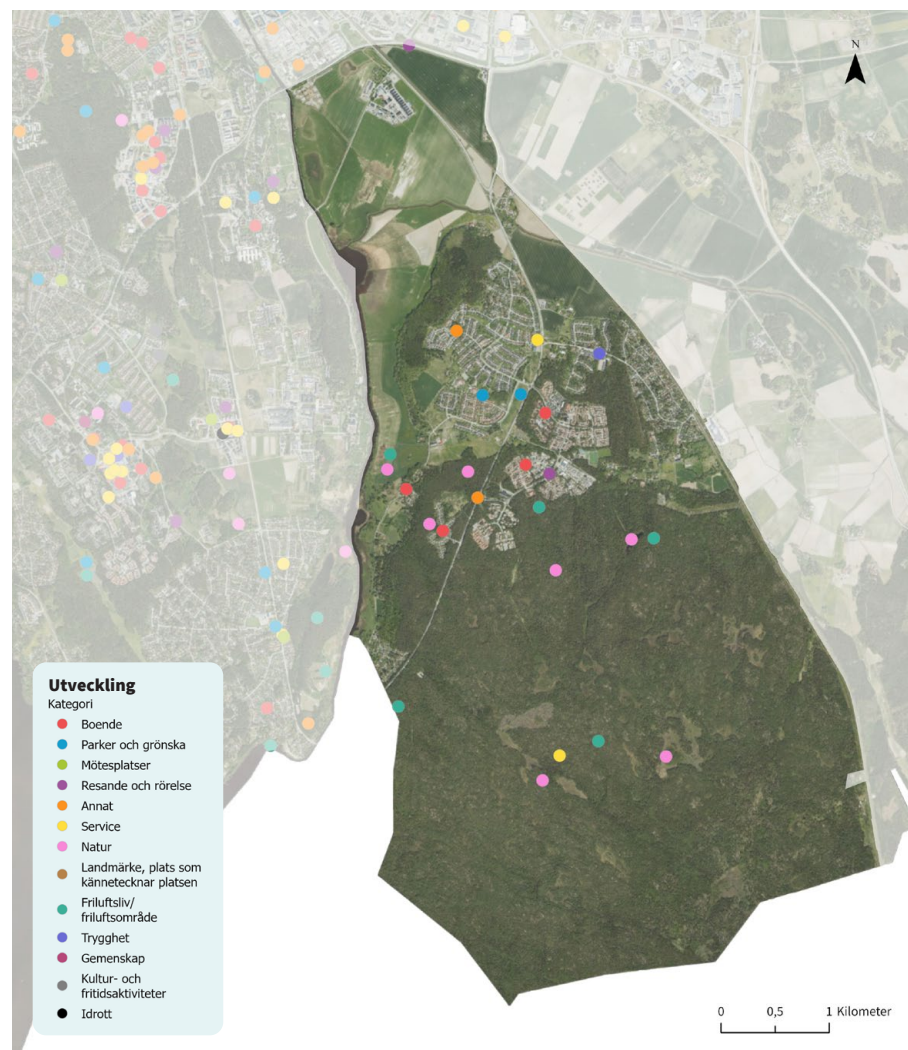 N
Utveckling
Kategori
Boende
Parker och grönska
Mötesplatser
Resande och rörelse
Annat
Service
Natur
Landmärke, plats som
kännetecknar platsen
Friluftsliv/
friluftsområde
Trygghet
Gemenskap
Kultur- och
fritidsaktiviteter
Idrott
0 0,5 1 Kilometer